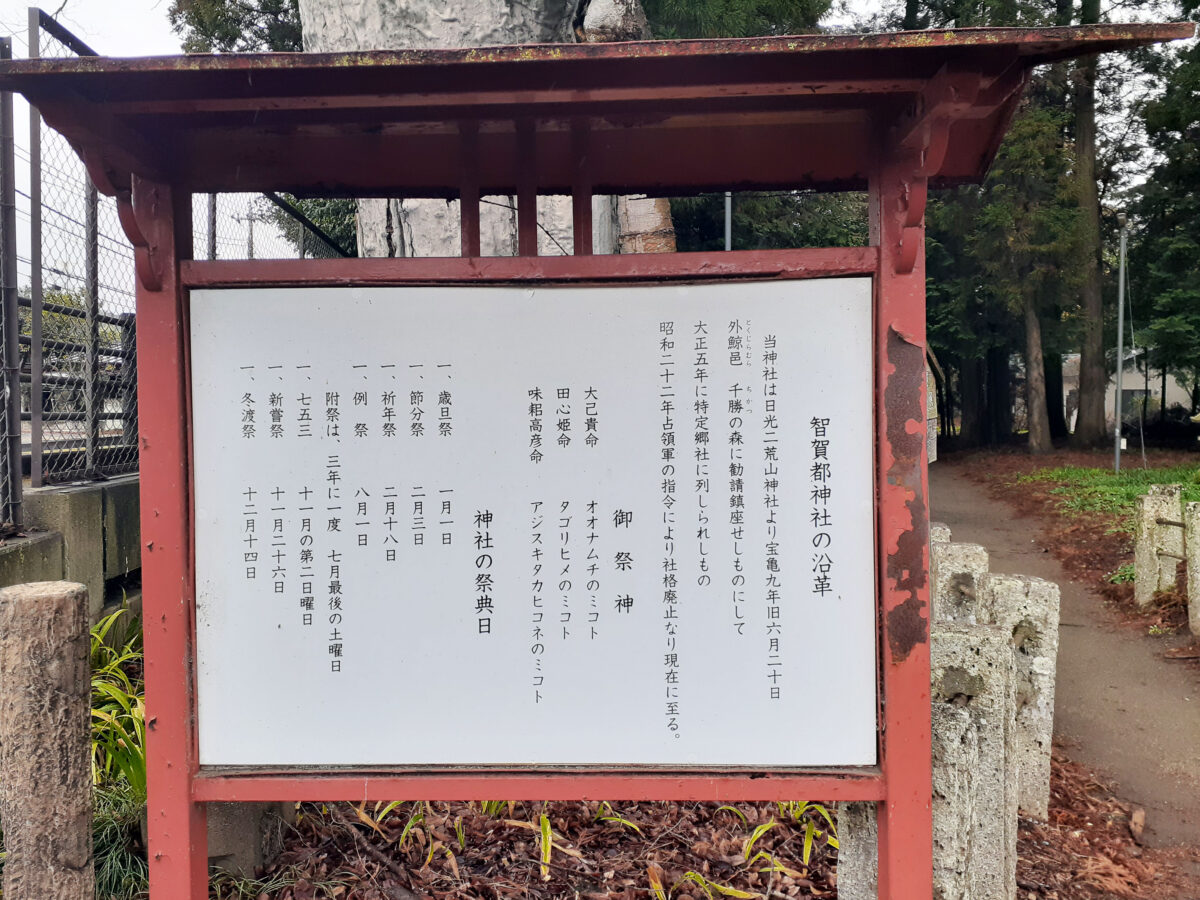 智賀都神社の沿革
当神社は日光二荒山神社より宝亀九年旧六月二十日
とくじらむら ちかつ
外鯨邑 千勝の森に勧請鎮座せしものにして
大正五年に特定郷社に列しられしもの
昭和二十二年占領軍の指令により社格廃止なり現在に至る。
御祭神
大己貴命 オオナムチのミコト
田心姫命 タゴリヒメのミコト
味耜高彦命 アジスキタカヒコネのミコト
神社の祭典日
一、歳旦祭 一月一日
一、節分祭 二月三日
一、祈年祭 二月十八日
一、例 祭 八月一日
附祭は、三年に一度 七月最後の土曜日
一、七五三 十一月の第二日曜日
一、新嘗祭 十一月二十六日
一、冬渡祭 十二月十四日